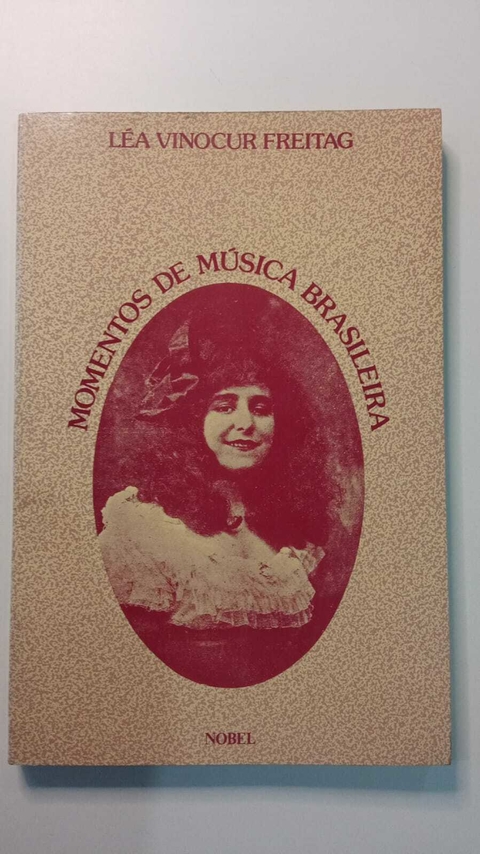 LÉA VINOCUR FREITAG
MOMENTOS DE MÚSICA BRASILEIRA
NOBEL